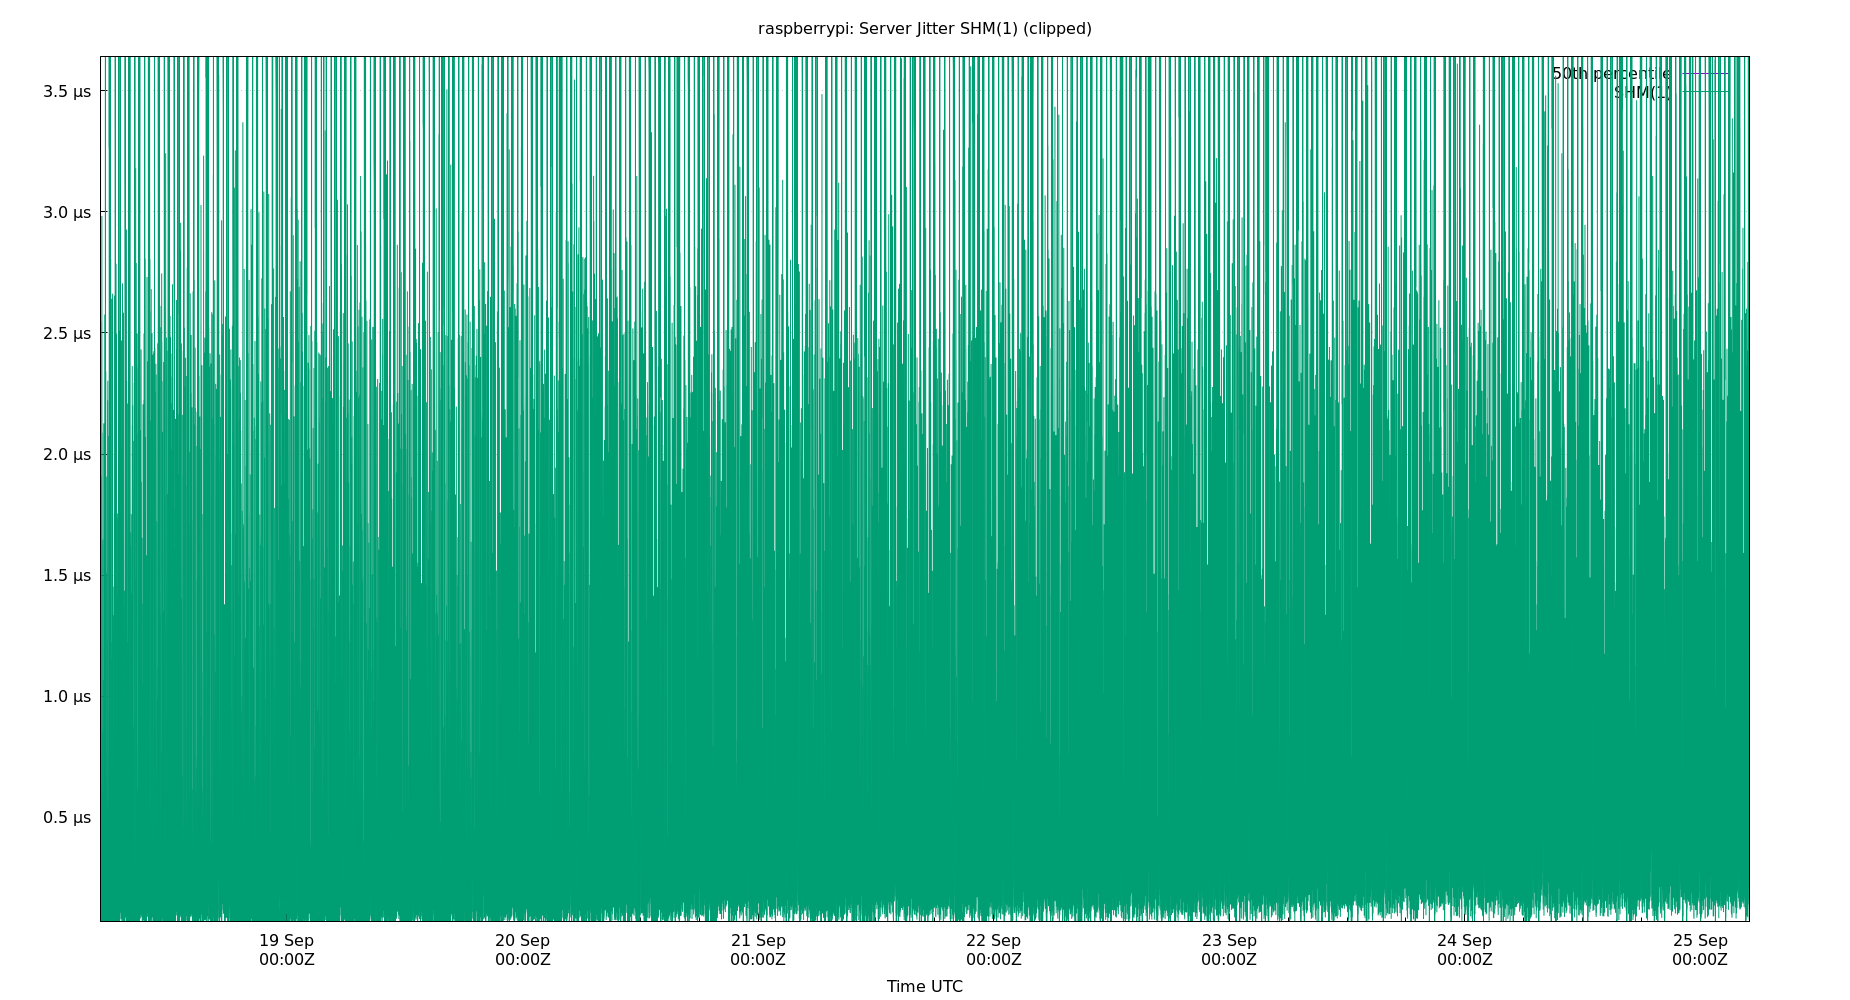 raspberrypi: Server Jitter SHM(1) (clipped)
50th percentile
SHM(1)
3.5 µs
3.0 µs
2.5 µs
2.0 µs
1.5 µs
1.0 µs
0.5 µs
19 Sep
00:00Z
20 Sep
00:00Z
21 Sep
00:00Z
22 Sep
00:00Z
23 Sep
00:00Z
24 Sep
00:00Z
25 Sep
00:00Z
Time UTC